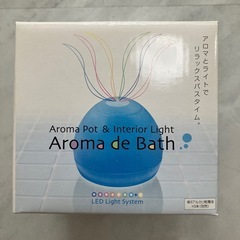 アロマとライトで
リラックスバスタイム。
Aroma Pot & Interior Light
Aroma de Bath
LED Light System